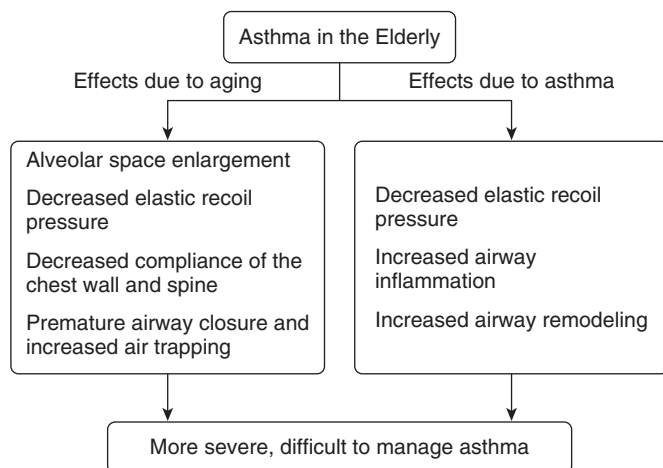 Asthma in the Elderly
Effects due to aging
Effects due to asthma
Alveolar space enlargement
Decreased elastic recoil
pressure
Decreased compliance of the
chest wall and spine
Premature airway closure and
increased air trapping
Decreased elastic recoil
pressure
Increased airway
inflammation
Increased airway remodeling
More severe, difficult to manage asthma